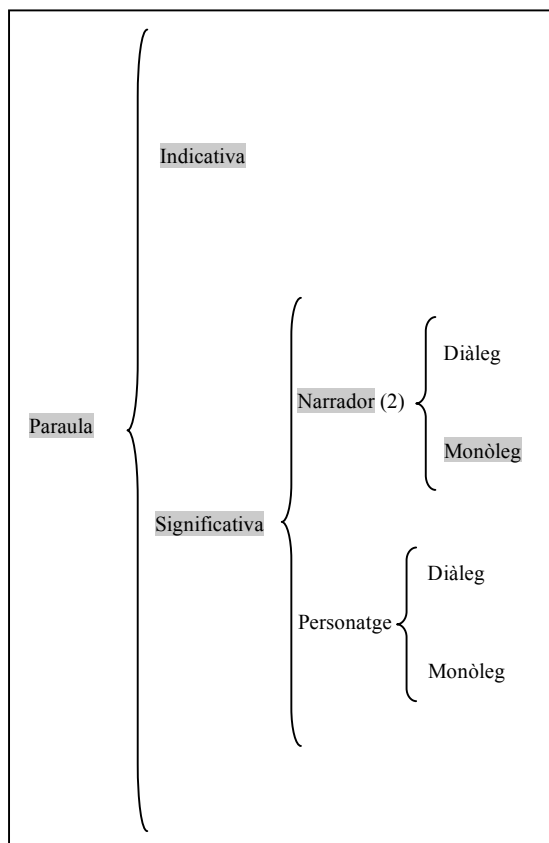 Paraula
Indicativa
Significativa
Narrador (2)
Diàleg
Monòleg
Personatge
Diàleg
Monòleg